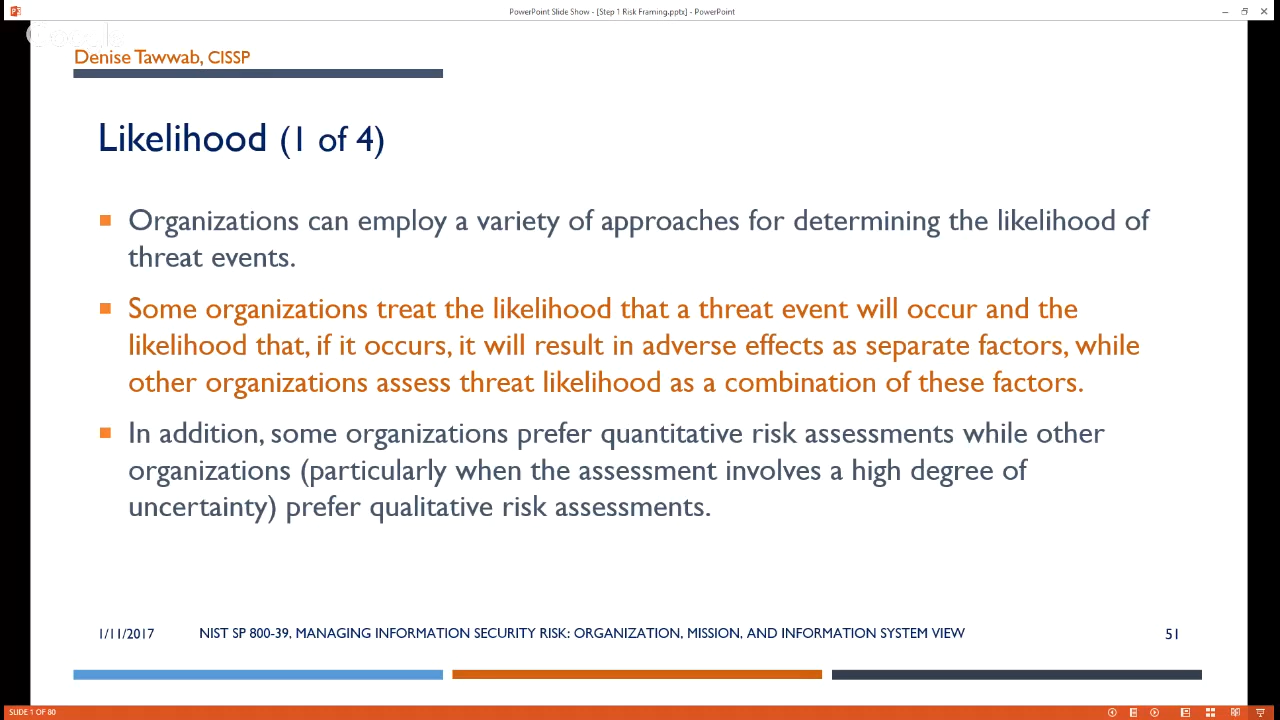 PowerPoint Slide Show - [Step 1 Risk Framing.pptx] - PowerPoint
Denise Tawwab, CISSP
Likelihood (1 of 4)
Organizations can employ a variety of approaches for determining the likelihood of
threat events.
Some organizations treat the likelihood that a threat event will occur and the
likelihood that, if it occurs, it will result in adverse effects as separate factors, while
other organizations assess threat likelihood as a combination of these factors.
In addition, some organizations prefer quantitative risk assessments while other
organizations (particularly when the assessment involves a high degree of
uncertainty) prefer qualitative risk assessments.
1/11/2017 NIST SP 800-39, MANAGING INFORMATION SECURITY RISK: ORGANIZATION, MISSION, AND INFORMATION SYSTEM VIEW 51
SLIDE 1 OF 80